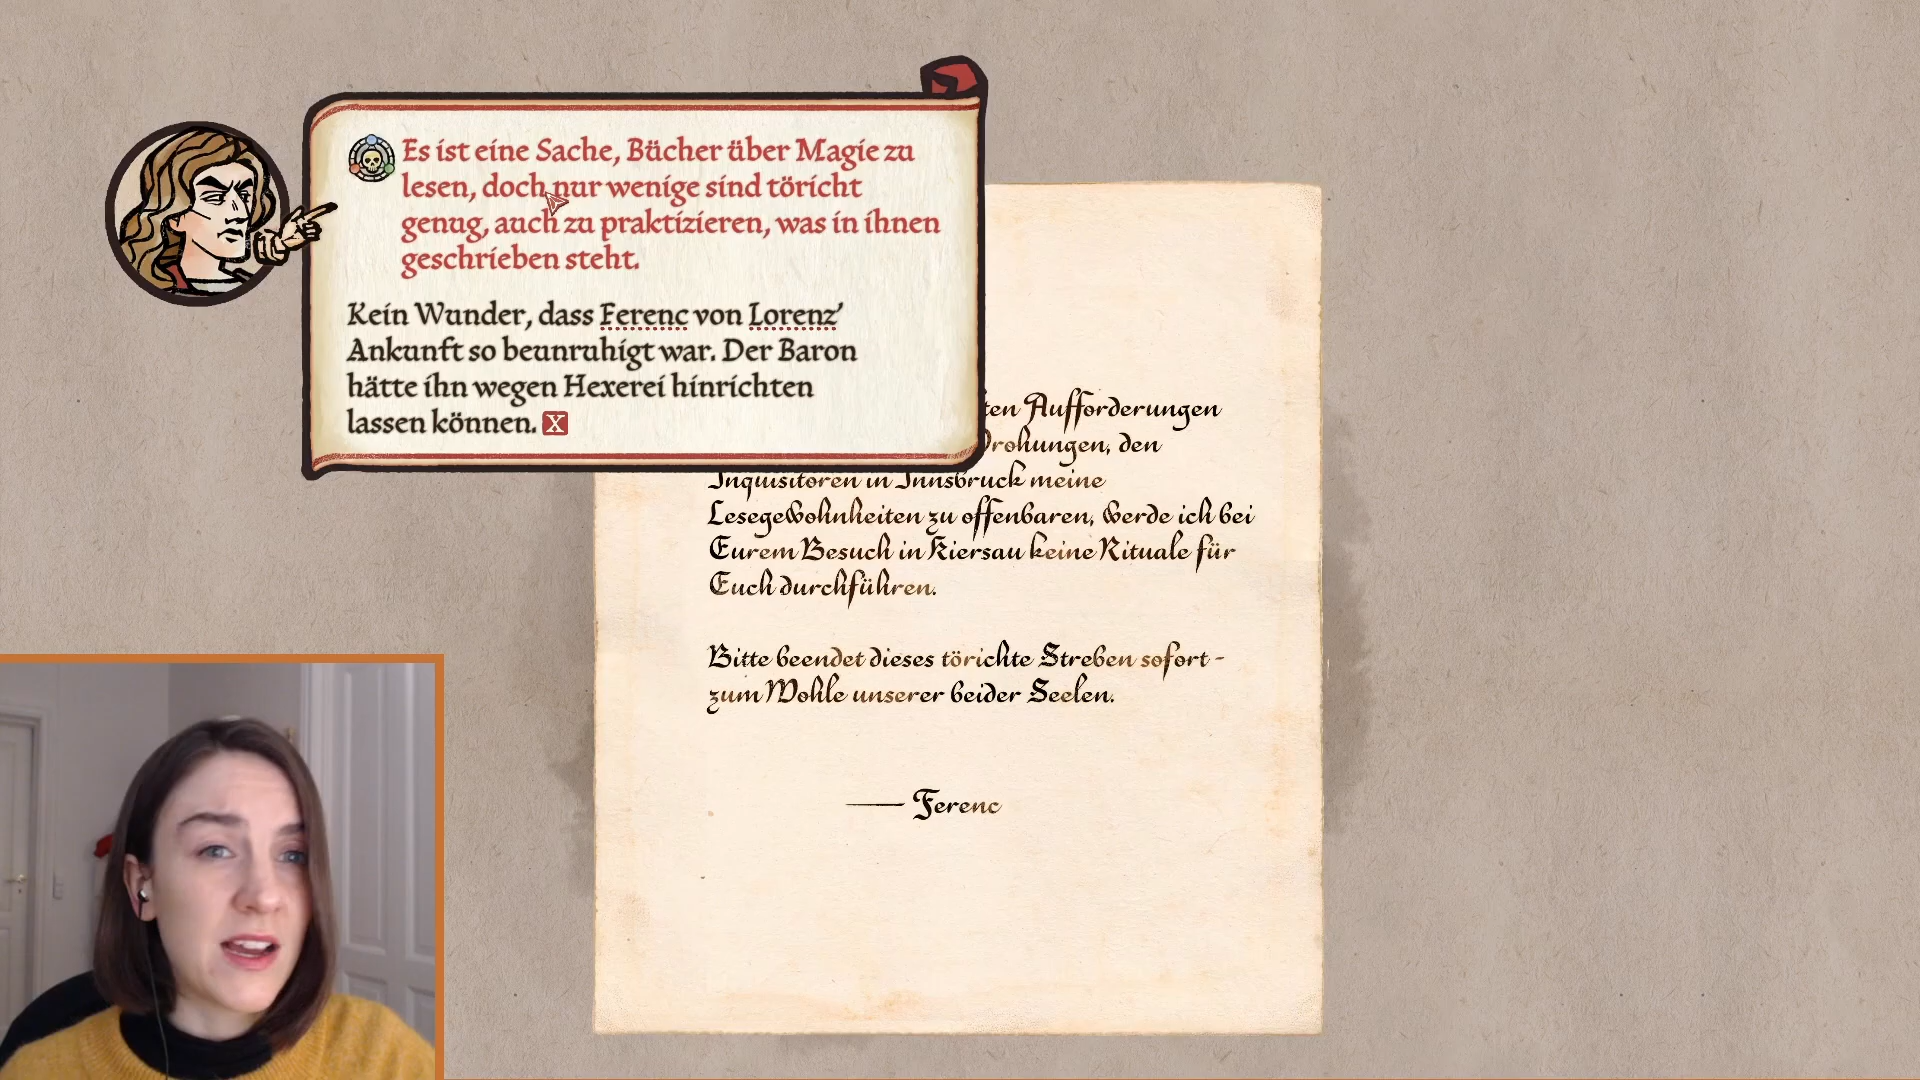 Es ist eine Sache, Bücher über Magie zu
lesen, doch nur wenige sind töricht
genug, auch zu praktizieren, was in ihnen
geschrieben steht.
Kein Wunder, dass Ferenc von Lorenz'
Ankunft so beunruhigt war. Der Baron
hätte ihn wegen Hexerei hinrichten
lassen können. X
Aufforderungen
Drohungen, den
Inquisitoren in Innsbruck meine
Lesegewohnheiten zu offenbaren, werde ich bei
Eurem Besuch in Kiersau keine Rituale für
Euch durchführen.
Bitte beendet dieses törichte Streben sofort -
zum Wohle unserer beider Seelen.
— Ferenc